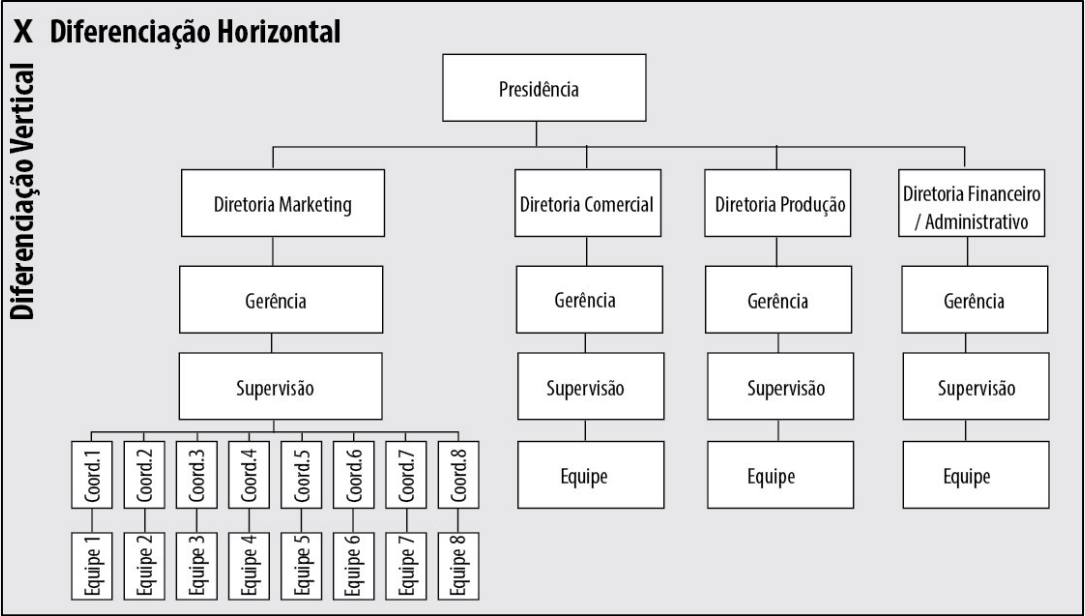 X Diferenciação Horizontal
Diferenciação Vertical
Presidência
Diretoria Marketing
Diretoria Comercial
Diretoria Produção
Diretoria Financeiro
/ Administrativo
Gerência
Gerência
Gerência
Gerência
Supervisão
Supervisão
Supervisão
Supervisão
Coord.1
Coord.2
Coord.3
Coord.4
Coord.5
Coord.6
Coord.7
Coord.8
Equipe
Equipe
Equipe
Equipe 1
Equipe 2
Equipe 3
Equipe 4
Equipe 5
Equipe 6
Equipe 7
Equipe 8